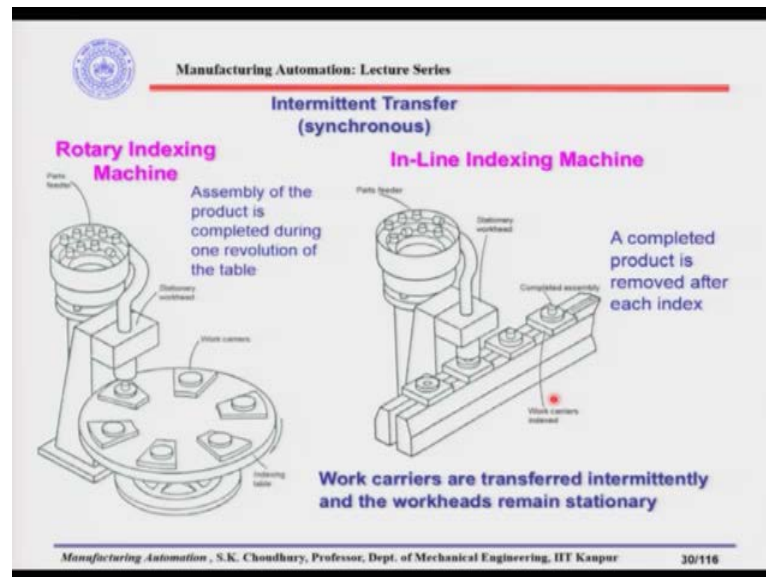 Manufacturing Automation: Lecture Series
Intermittent Transfer
(synchronous)
Rotary Indexing
Machine
Parts
feeder
Assembly of the
product is
completed during
one revolution of
the table
Stationary
workhead
Work carriers
Indexing
table
In-Line Indexing Machine
Parts feeder
Stationary
workhead
Completed assembly
Work carriers
indexed
A completed
product is
removed after
each index
Work carriers are transferred intermittently
and the workheads remain stationary
Manufacturing Automation , S.K. Choudhury, Professor, Dept. of Mechanical Engineering, IIT Kanpur
30/116